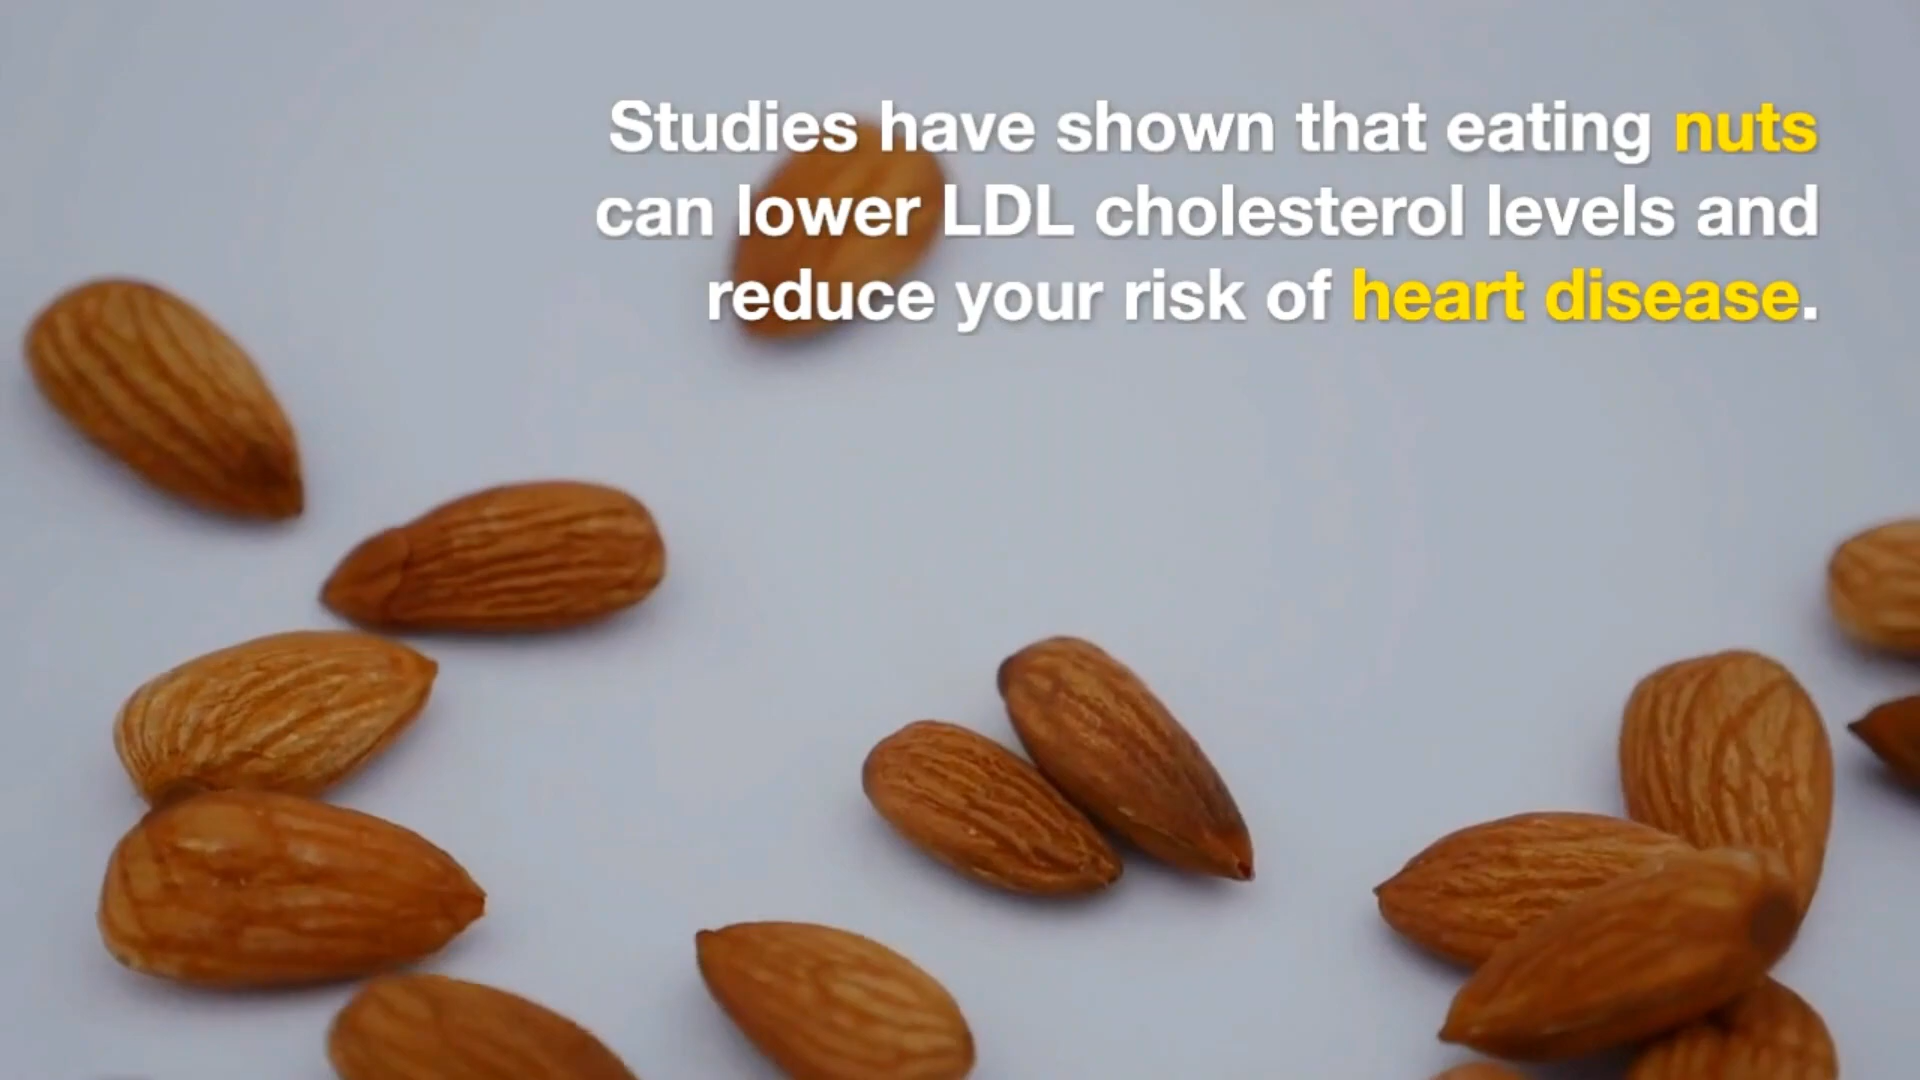 Studies have shown that eating nuts
can lower LDL cholesterol levels and
reduce your risk of heart disease.